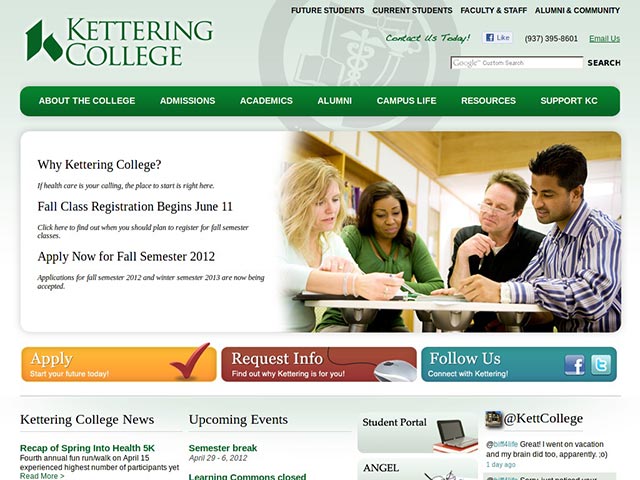 FUTURE STUDENTS CURRENT STUDENTS FACULTY & STAFF ALUMNI & COMMUNITY
KETTERING
COLLEGE
Contact Us Today! Like (937) 395-8601 Email Us
Google Custom Search SEARCH
ABOUT THE COLLEGE ADMISSIONS ACADEMICS ALUMNI CAMPUS LIFE RESOURCES SUPPORT KC
Why Kettering College?
If health care is your calling, the place to start is right here.
Fall Class Registration Begins June 11
Click here to find out when you should plan to register for fall semester
classes.
Apply Now for Fall Semester 2012
Applications for fall semester 2012 and winter semester 2013 are now being
accepted.
Apply
Start your future today!
Request Info
Find out why Kettering is for you!
Follow Us
Connect with Kettering!
Kettering College News
Recap of Spring Into Health 5K
Fourth annual fun run/walk on April 15
experienced highest number of participants yet
Read More >
Upcoming Events
Semester break
April 29 - 6, 2012
Learning Commons closed
Student Portal
ANGEL
@KettCollege
@biff4life Great! I went on vacation
and my brain did too, apparently. ;o)
1 day ago